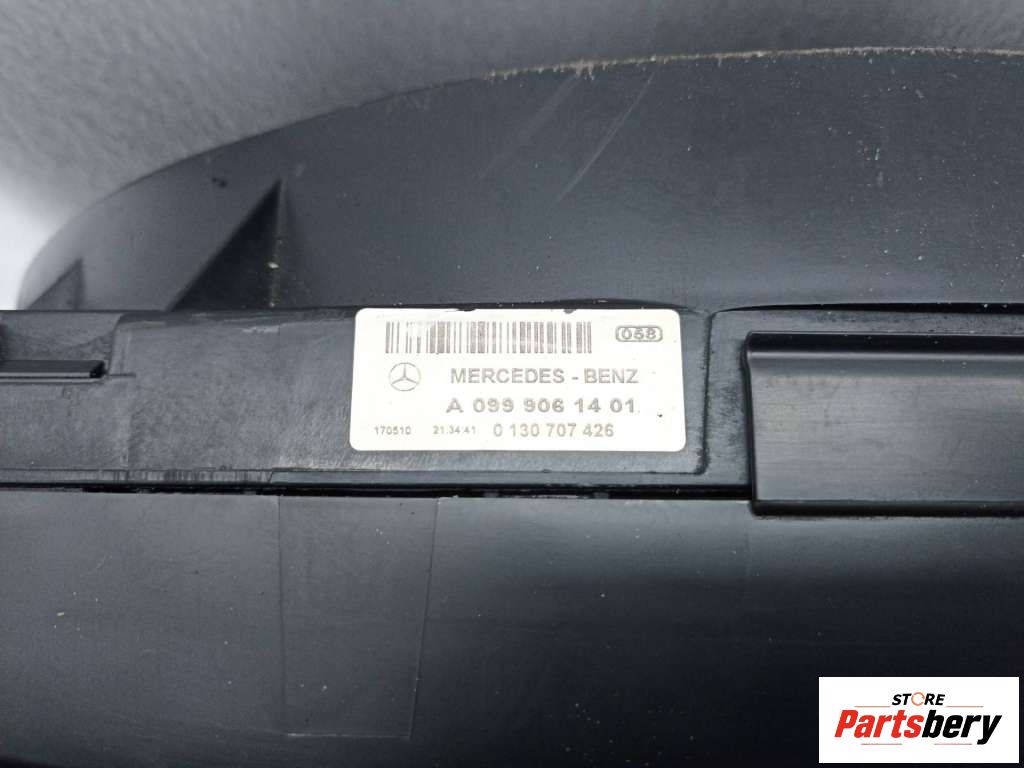 058
MERCEDES - BENZ
A 099 906 14 01
170510 21:34:41 0 130 707 426
STORE
Partsbery